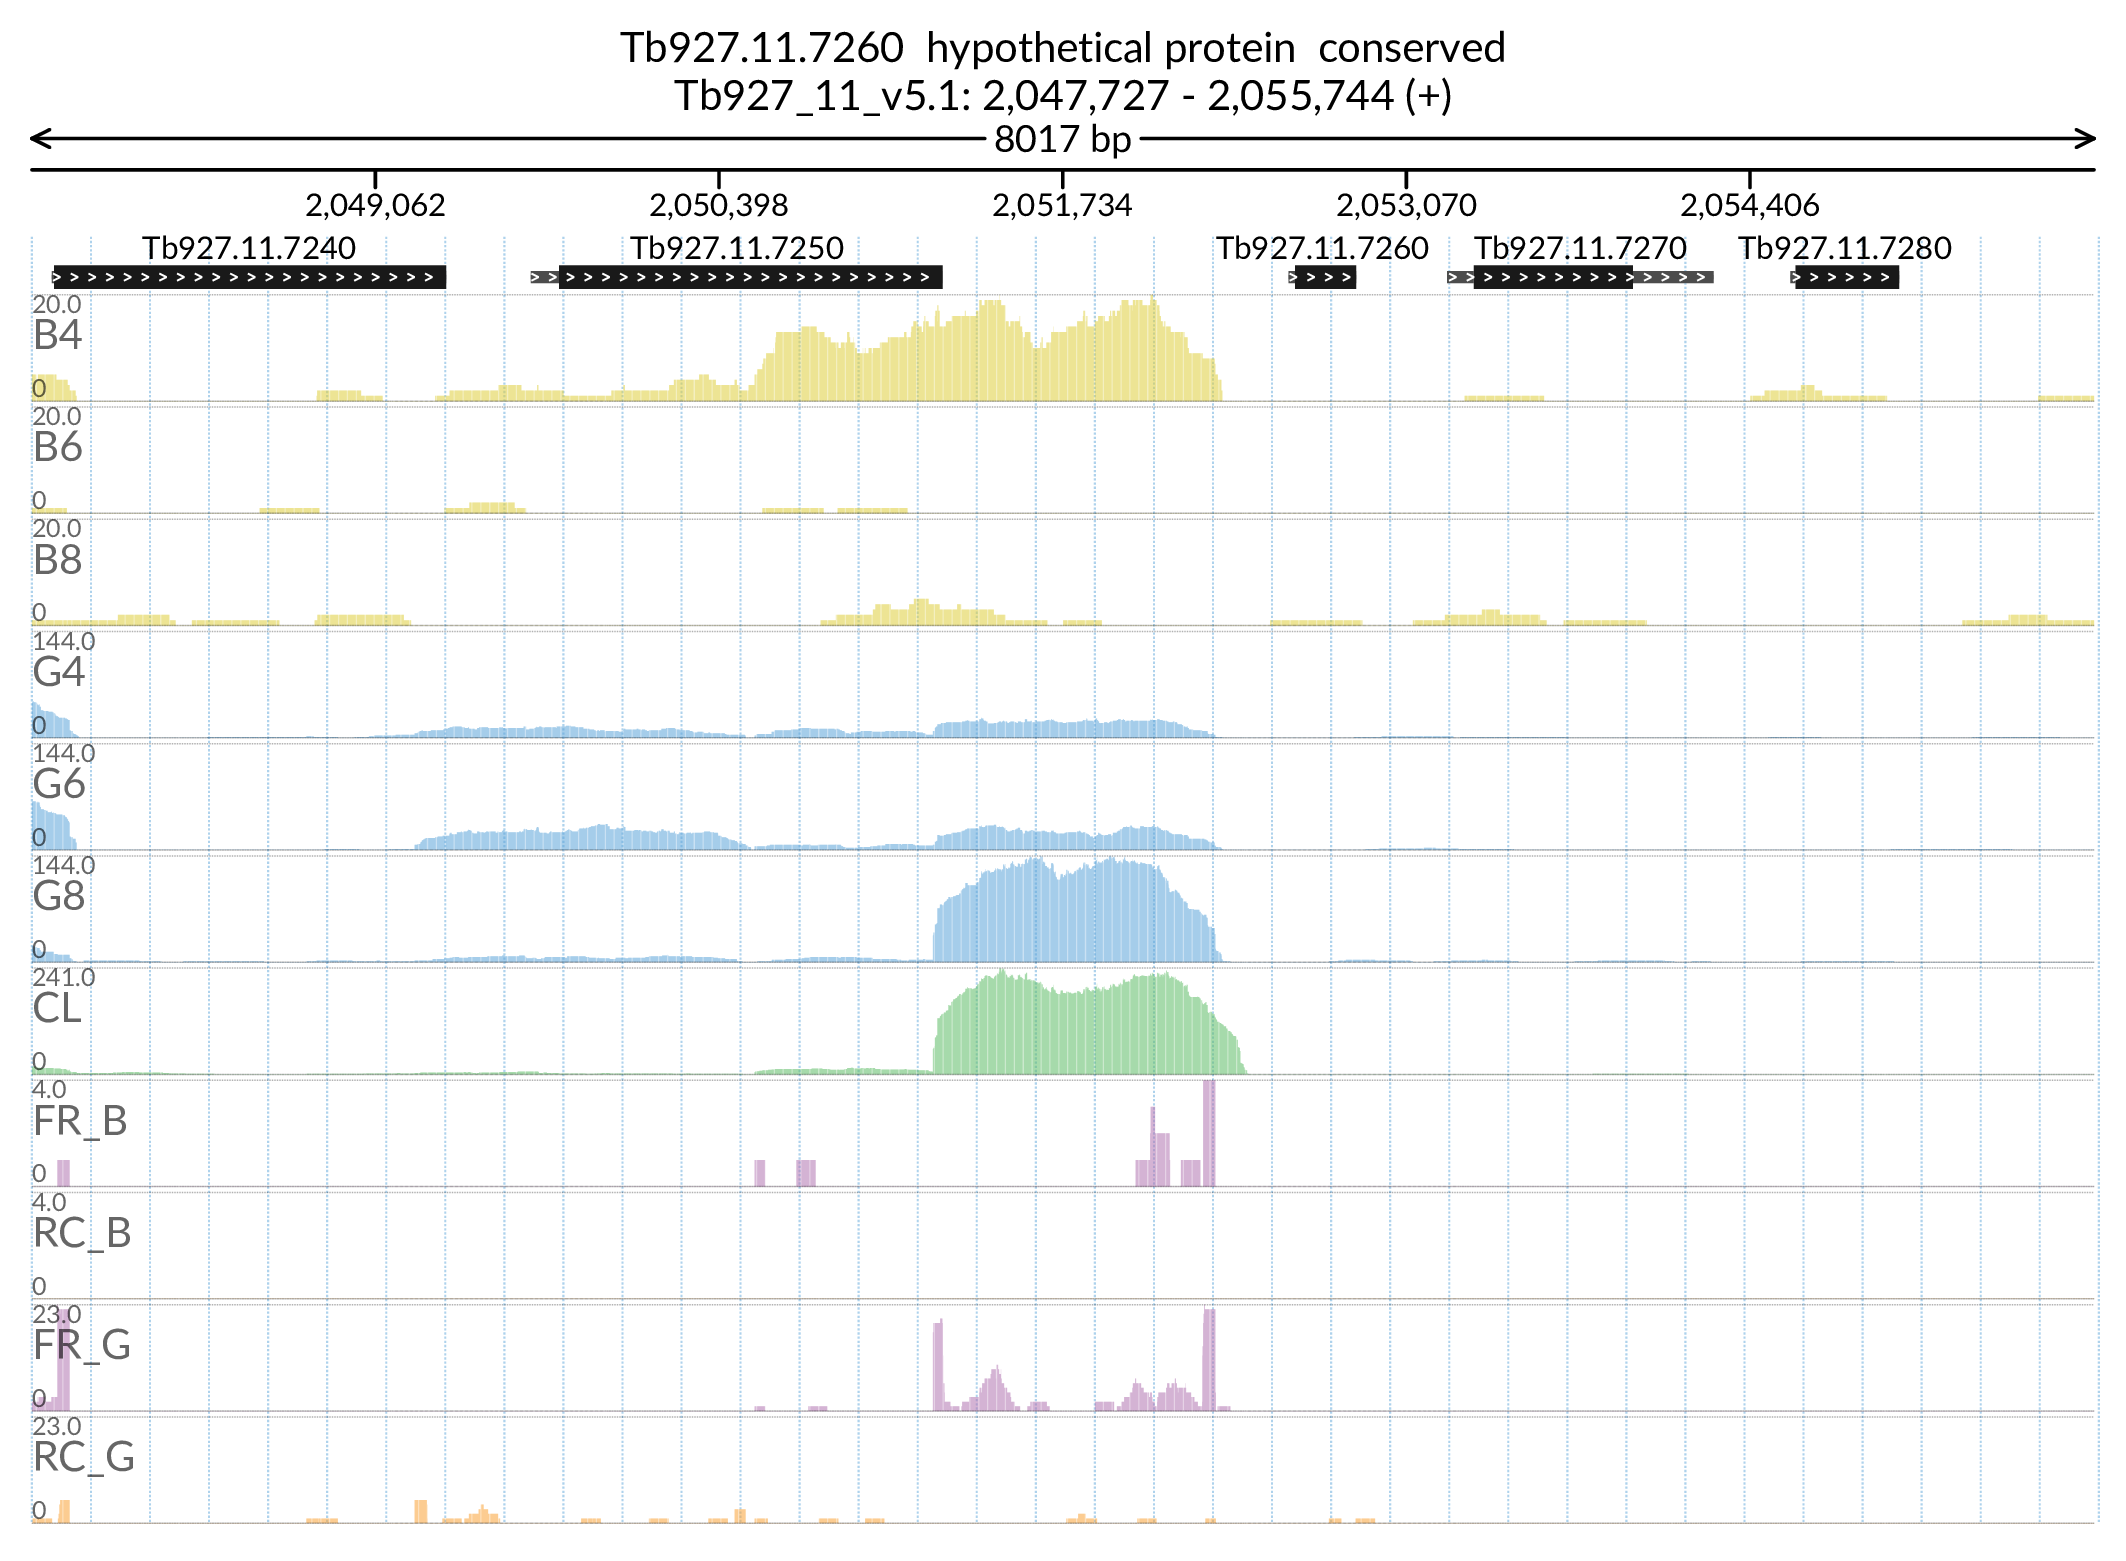 Tb927.11.7260  hypothetical protein  conserved
Tb927_11_v5.1: 2,047,727 - 2,055,744 (+)
8017 bp
2,049,062 2,050,398 2,051,734 2,053,070 2,054,406
Tb927.11.7240 Tb927.11.7250 Tb927.11.7260 Tb927.11.7270 Tb927.11.7280
20.0
B4
0
20.0
B6
0
20.0
B8
0
144.0
G4
0
144.0
G6
0
144.0
G8
0
241.0
CL
0
4.0
FR_B
0
4.0
RC_B
0
23.0
FR_G
0
23.0
RC_G
0